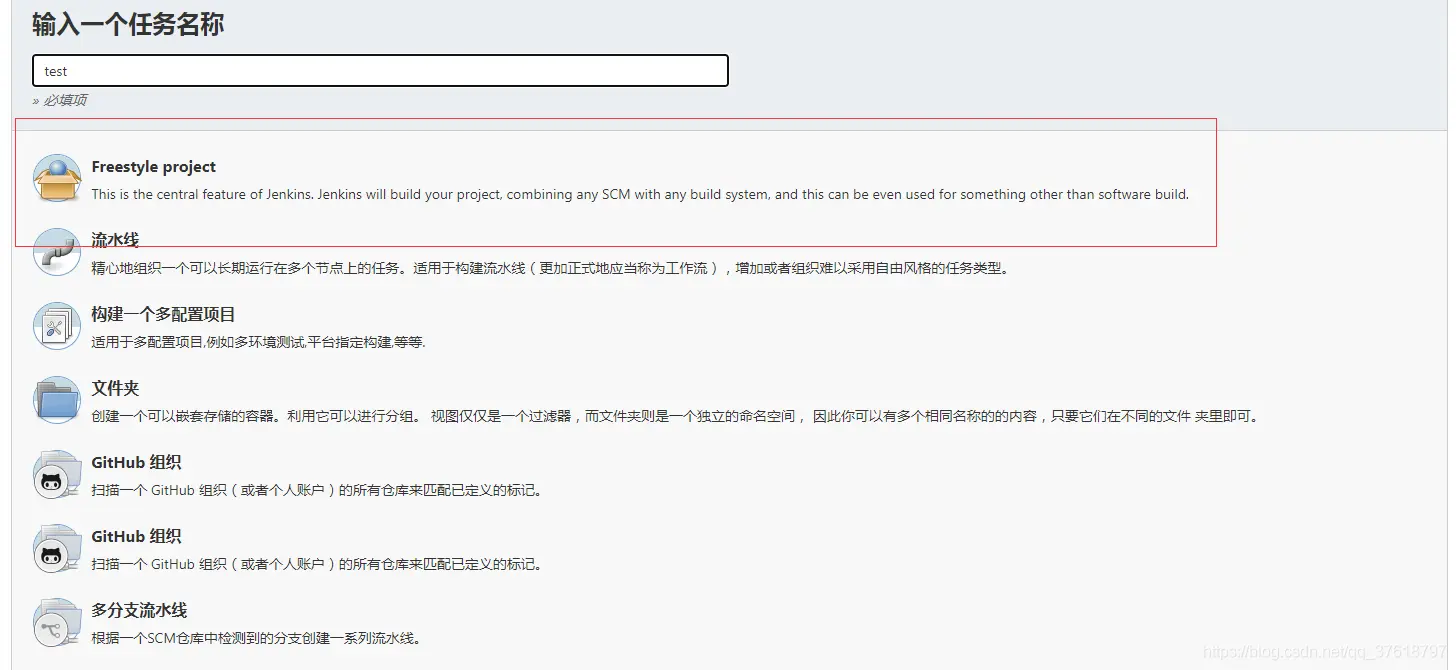 输入一个任务名称
test
» 必填项
Freestyle project
This is the central feature of Jenkins. Jenkins will build your project, combining any SCM with any build system, and this can be even used for something other than software build.
流水线
精心地组织一个可以长期运行在多个节点上的任务。适用于构建流水线（更加正式地应当称为工作流），增加或者组织难以采用自由风格的任务类型。
构建一个多配置项目
适用于多配置项目,例如多环境测试,平台指定构建,等等.
文件夹
创建一个可以嵌套存储的容器。利用它可以进行分组。 视图仅仅是一个过滤器，而文件夹则是一个独立的命名空间， 因此你可以有多个相同名称的的内容，只要它们在不同的文件 夹里即可。
GitHub 组织
扫描一个 GitHub 组织（或者个人账户）的所有仓库来匹配已定义的标记。
GitHub 组织
扫描一个 GitHub 组织（或者个人账户）的所有仓库来匹配已定义的标记。
多分支流水线
根据一个SCM仓库中检测到的分支创建一系列流水线。
https://blog.csdn.net/qq_37618797